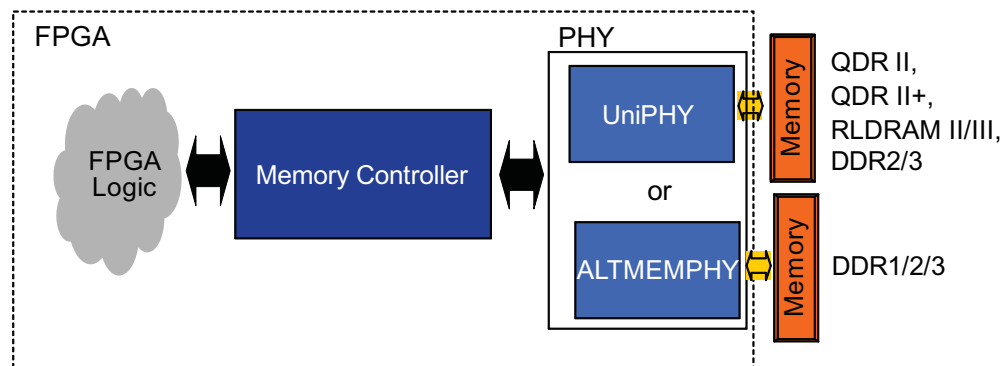 FPGA
PHY
FPGA
Logic
Memory Controller
UniPHY
or
ALTMEMPHY
Memory
QDR II,
QDR II+,
RLDRAM II/III,
DDR2/3
Memory
DDR1/2/3